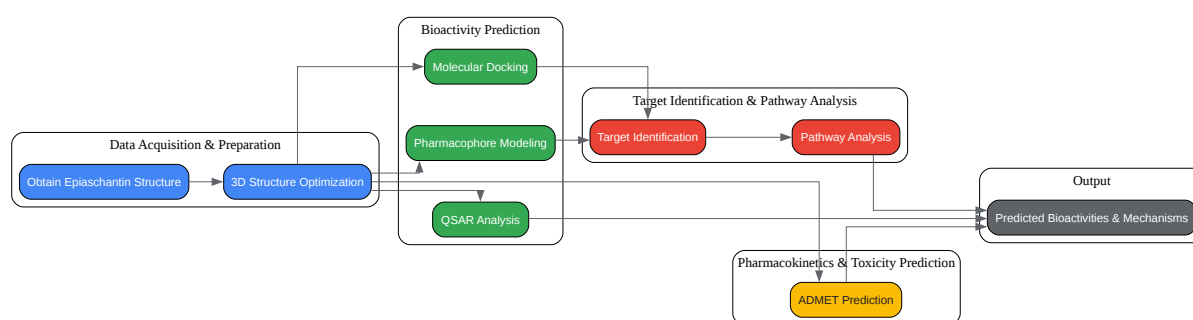 Bioactivity Prediction
Molecular Docking
Target Identification & Pathway Analysis
Pharmacophore Modeling
Target Identification
Pathway Analysis
Data Acquisition & Preparation
Obtain Epiaschantin Structure
3D Structure Optimization
QSAR Analysis
Output
Predicted Bioactivities & Mechanisms
Pharmacokinetics & Toxicity Prediction
ADMET Prediction